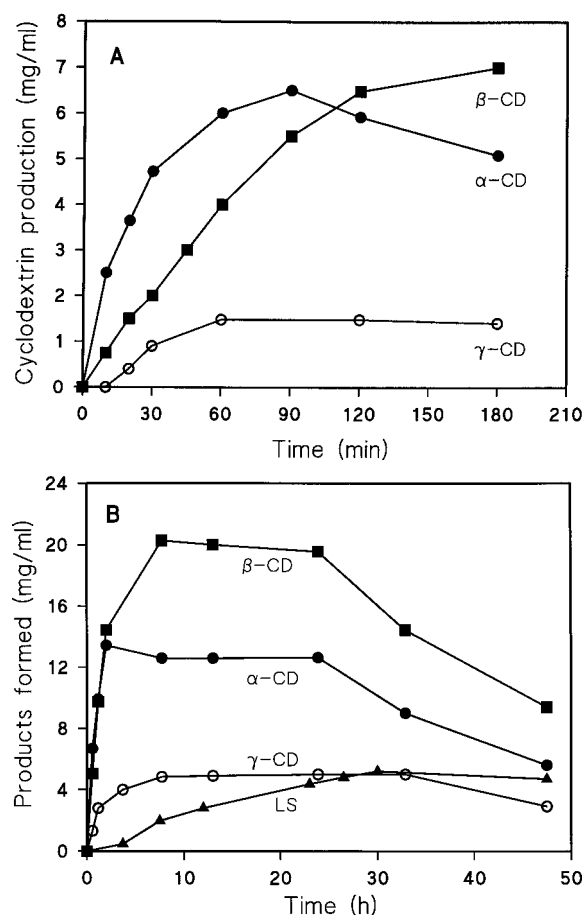 A
Cyclodextrin production (mg/ml)
8
7
6
5
4
3
2
1
0
β-CD
α-CD
γ-CD
0 30 60 90 120 150 180 210
Time (min)
B
Products formed (mg/ml)
24
20
16
12
8
4
0
β-CD
α-CD
γ-CD
LS
0 10 20 30 40 50
Time (h)